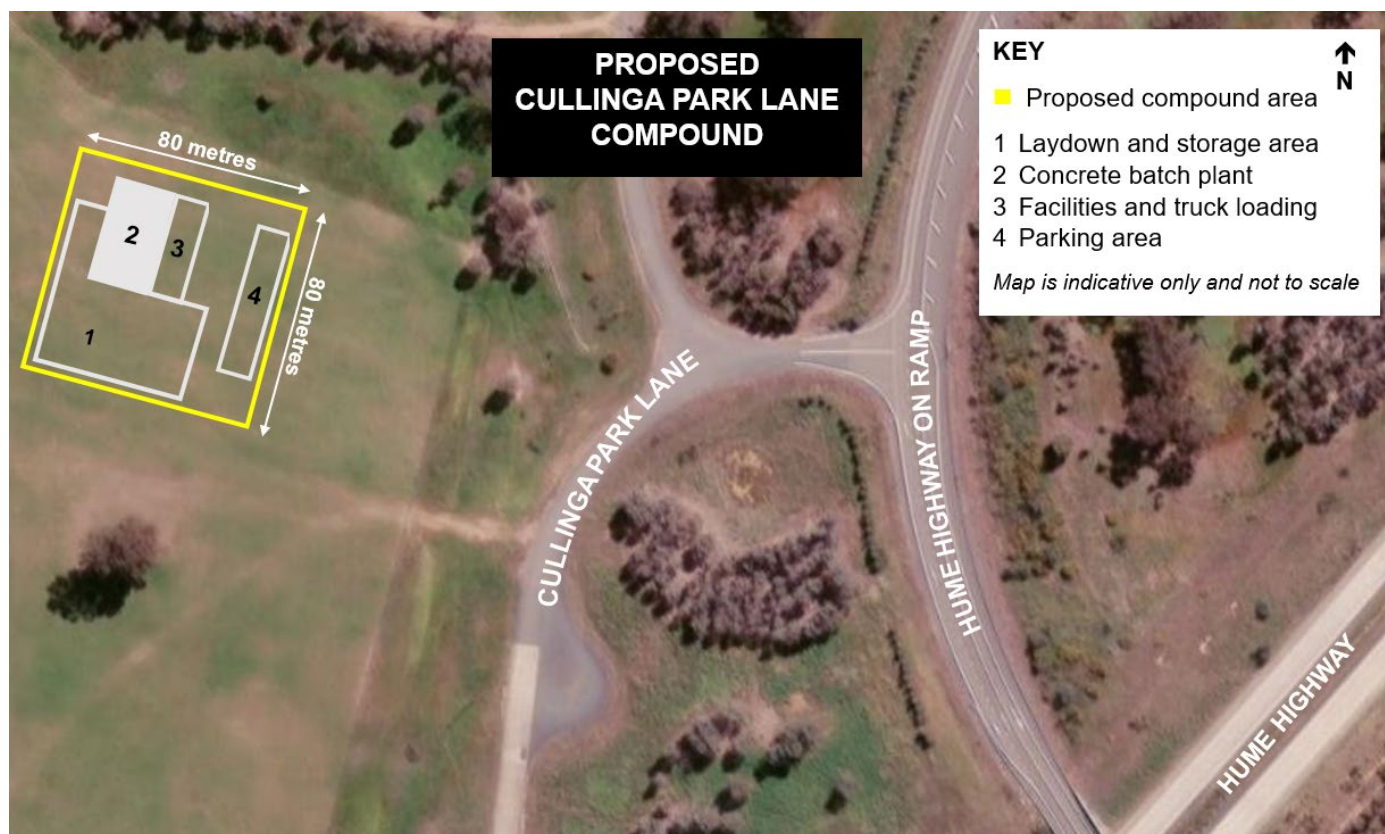 PROPOSED
CULLINGA PARK LANE
COMPOUND
KEY
N
Proposed compound area
1 Laydown and storage area
2 Concrete batch plant
3 Facilities and truck loading
4 Parking area
Map is indicative only and not to scale
80 metres
80 metres
1
2
3
4
CULLINGA PARK LANE
HUME HIGHWAY ON RAMP
HUME HIGHWAY